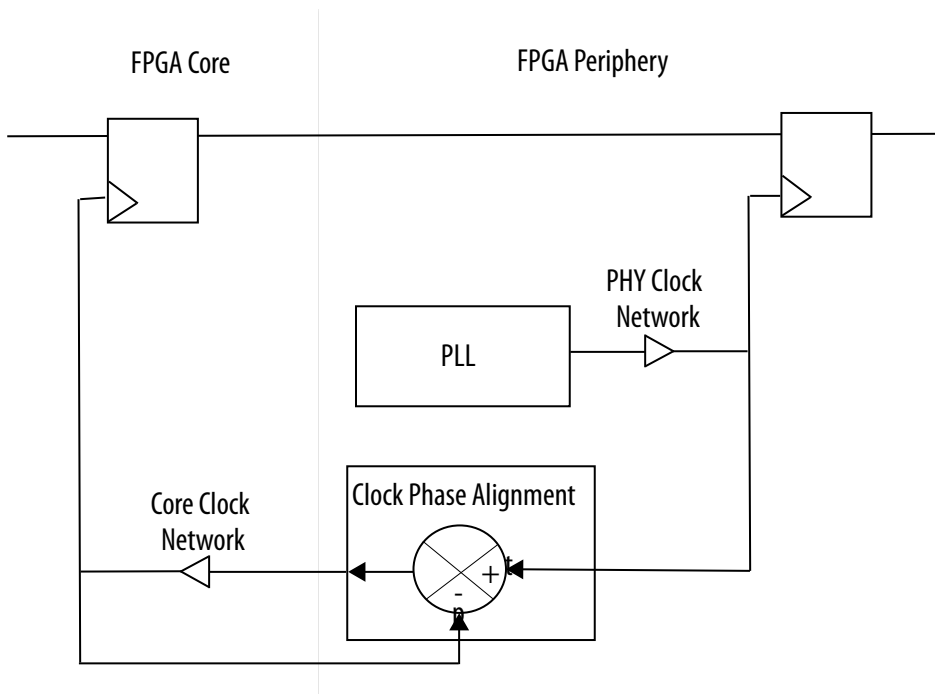 FPGA Core
FPGA Periphery
PHY Clock
Network
PLL
Clock Phase Alignment
Core Clock
Network
+
-